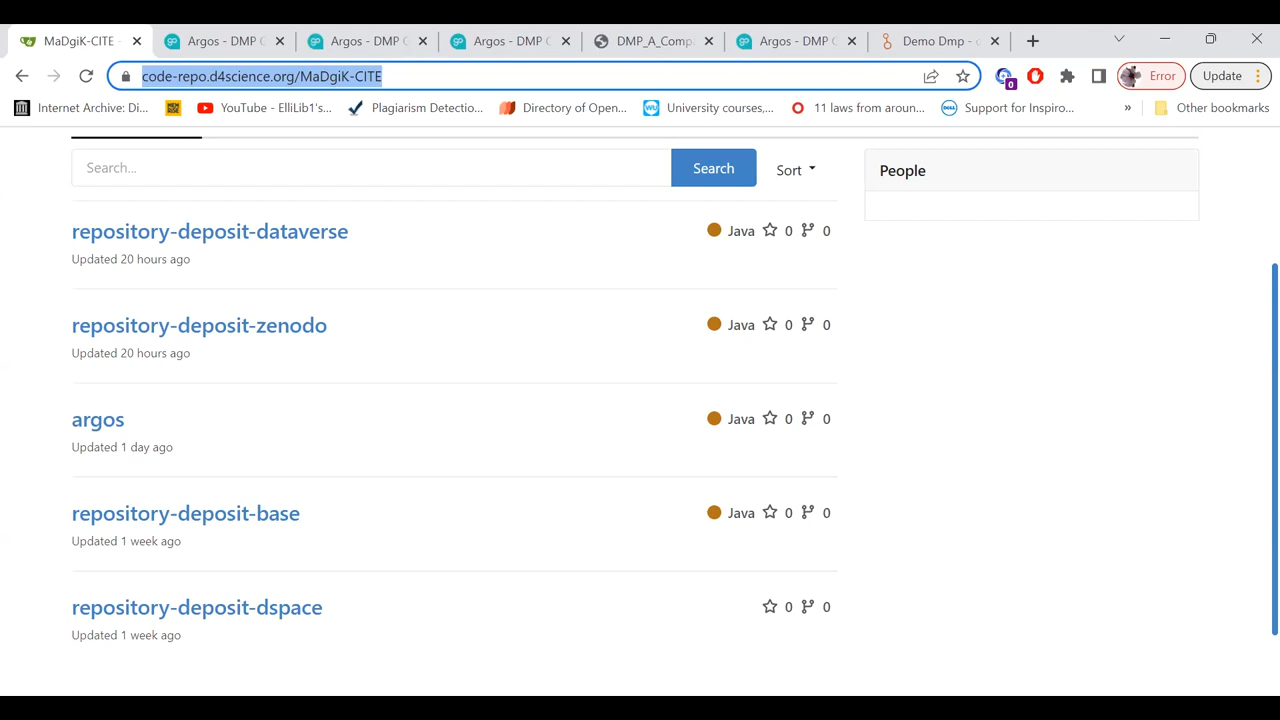 MaDgiK-CITE -
Argos - DMP C
Argos - DMP C
Argos - DMP C
DMP_A_Comp
Argos - DMP C
Demo Dmp - c
code-repo.d4science.org/MaDgiK-CITE
0
Error
Update
Internet Archive: Di...
YouTube - ElliLib1's...
Plagiarism Detectio...
Directory of Open...
WU
University courses,...
11 laws from aroun...
DELL
Support for Inspiro...
»
Other bookmarks
Search...
Search
Sort
People
repository-deposit-dataverse
Java 0 0
Updated 20 hours ago
repository-deposit-zenodo
Java 0 0
Updated 20 hours ago
argos
Java 0 0
Updated 1 day ago
repository-deposit-base
Java 0 0
Updated 1 week ago
repository-deposit-dspace
0 0
Updated 1 week ago